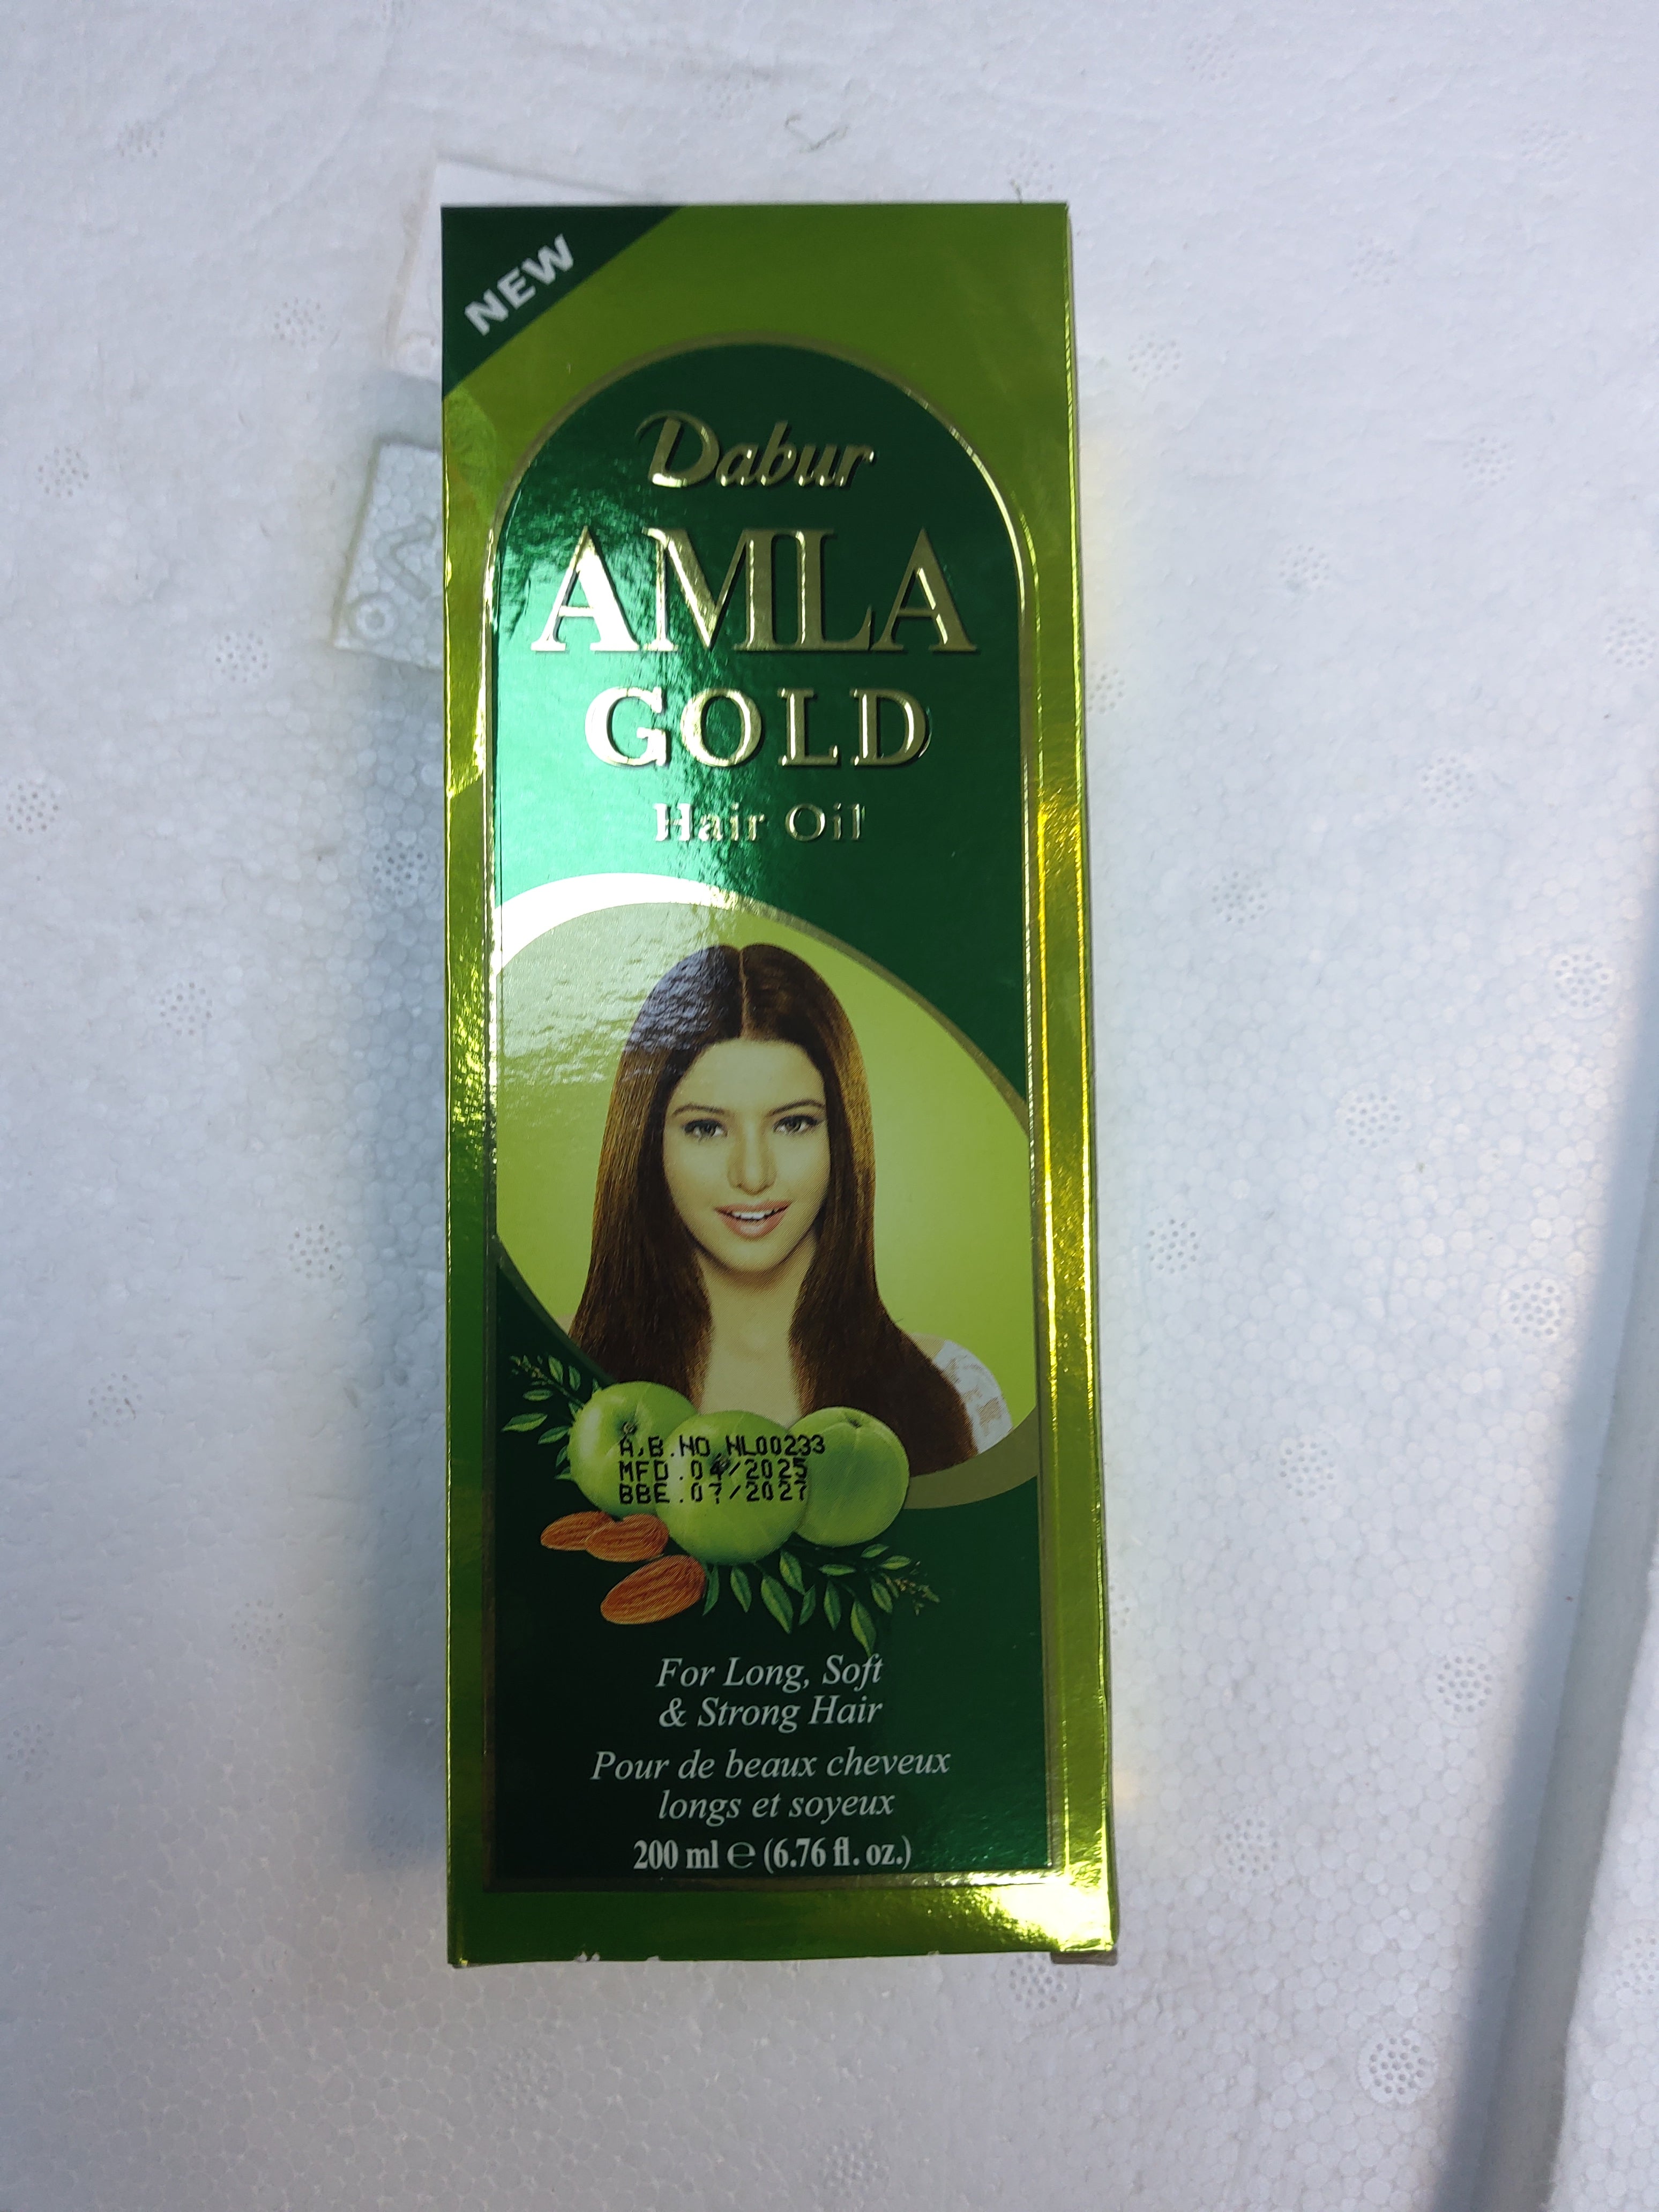 NEW
Dabur
AMLA
GOLD
Hair Oil
A.B.NO.NL00233
MFD.04/2025
BBE.07/2027
For Long, Soft
& Strong Hair
Pour de beaux cheveux
longs et soyeux
200 ml ℮ (6.76 fl. oz.)